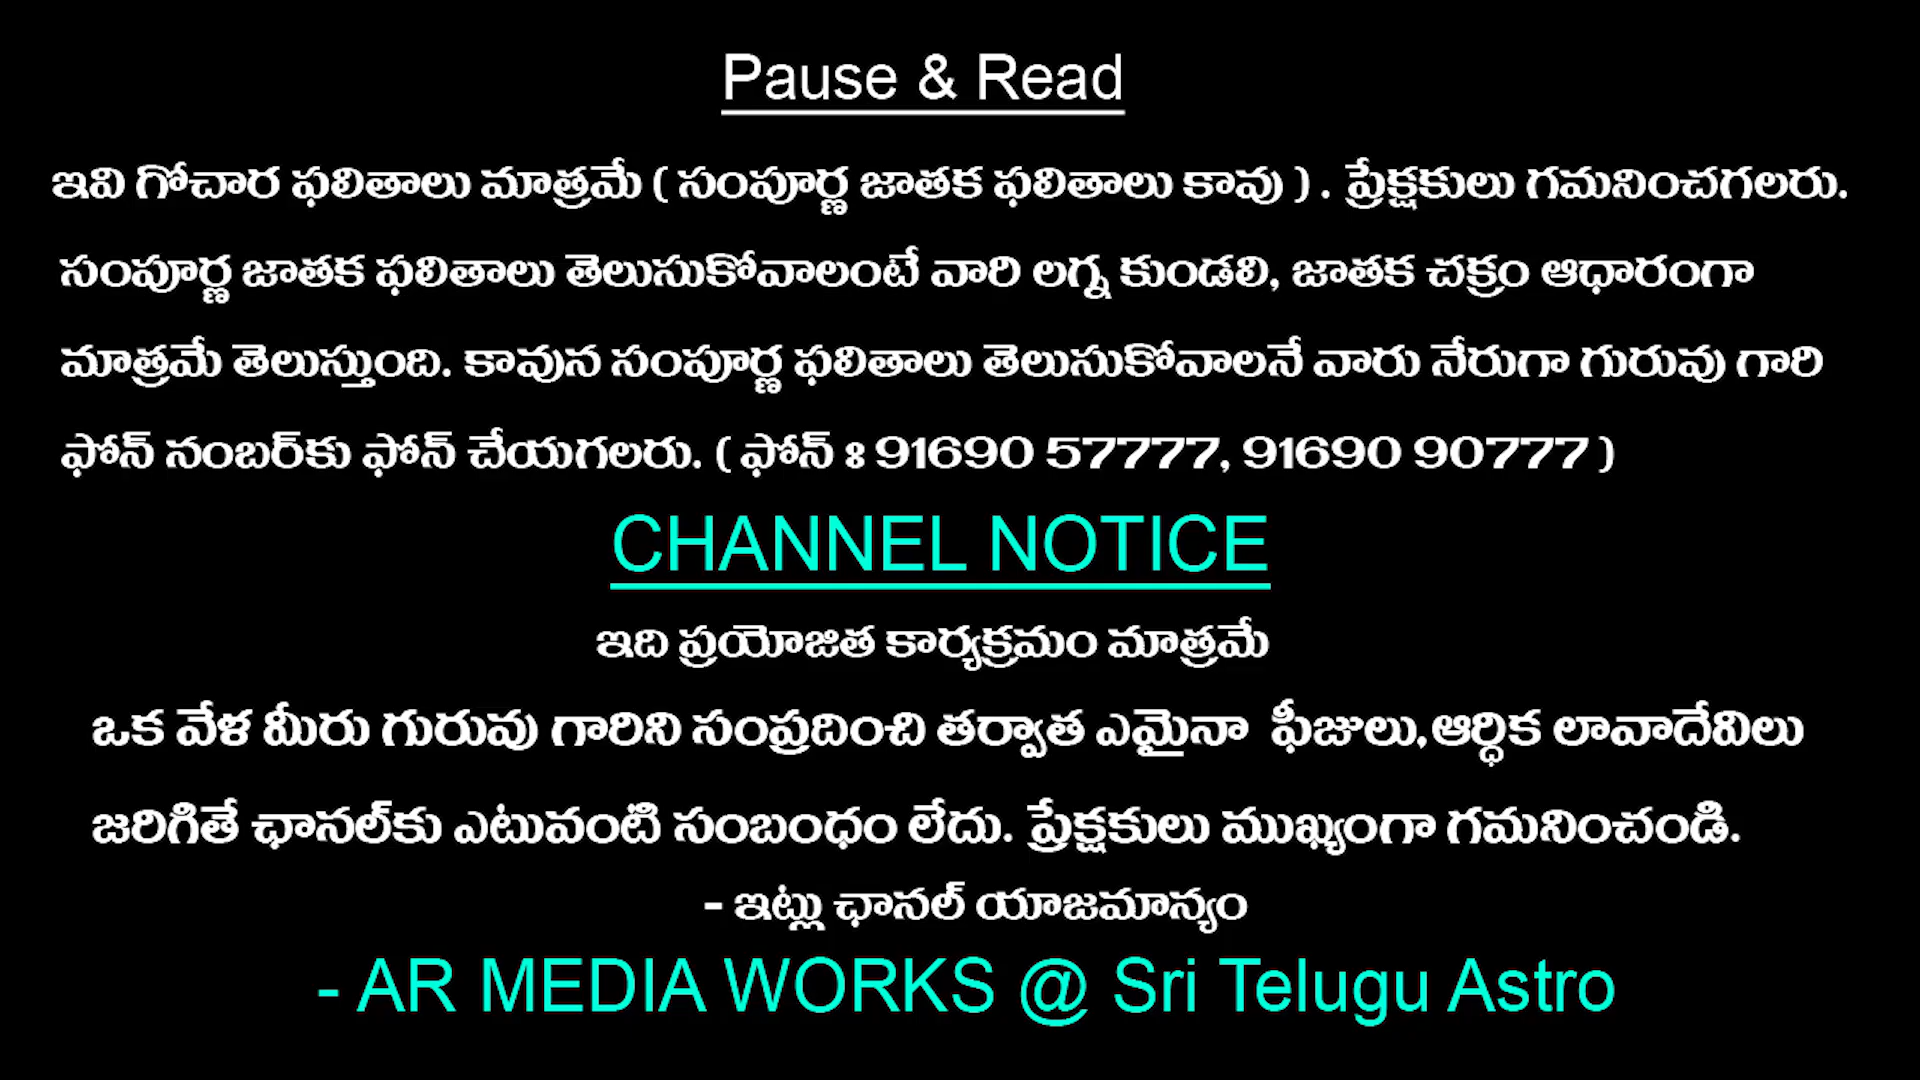 Pause & Read
ఇవి గోచార ఫలితాలు మాత్రమే ( సంపూర్ణ జాతక ఫలితాలు కావు ) . ప్రేక్షకులు గమనించగలరు.
సంపూర్ణ జాతక ఫలితాలు తెలుసుకోవాలంటే వారి లగ్న కుండలి, జాతక చక్రం ఆధారంగా
మాత్రమే తెలుస్తుంది. కావున సంపూర్ణ ఫలితాలు తెలుసుకోవాలనే వారు నేరుగా గురువు గారి
ఫోన్ నంబర్‌కు ఫోన్ చేయగలరు. ( ఫోన్ ః 91690 57777, 91690 90777 )
CHANNEL NOTICE
ఇది ప్రయోజిత కార్యక్రమం మాత్రమే
ఒక వేళ మీరు గురువు గారిని సంప్రదించి తర్వాత ఎమైనా ఫీజులు,ఆర్ధిక లావాదేవిలు
జరిగితే ఛానల్‌కు ఎటువంటి సంబంధం లేదు. ప్రేక్షకులు ముఖ్యంగా గమనించండి.
- ఇట్లు ఛానల్ యాజమాన్యం
- AR MEDIA WORKS @ Sri Telugu Astro